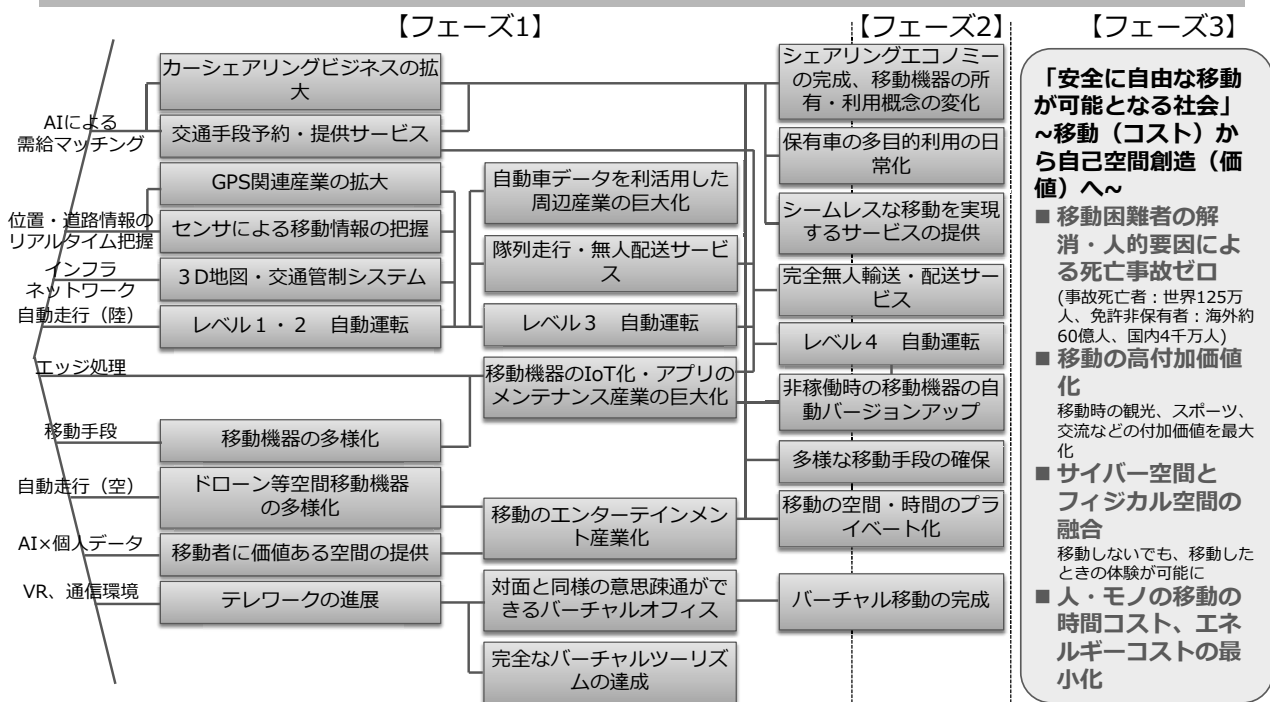 【フェーズ1】
【フェーズ2】
【フェーズ3】
AIによる
需給マッチング
位置・道路情報の
リアルタイム把握
インフラ
ネットワーク
自動走行（陸）
エッジ処理
移動手段
自動走行（空）
AI×個人データ
VR、通信環境
カーシェアリングビジネスの拡
大
交通手段予約・提供サービス
GPS関連産業の拡大
センサによる移動情報の把握
３D地図・交通管制システム
レベル１・２　自動運転
移動機器の多様化
ドローン等空間移動機器
の多様化
移動者に価値ある空間の提供
テレワークの進展
自動車データを利活用した
周辺産業の巨大化
隊列走行・無人配送サービ
ス
レベル３　自動運転
移動機器のIoT化・アプリの
メンテナンス産業の巨大化
移動のエンターテインメン
ト産業化
対面と同様の意思疎通がで
きるバーチャルオフィス
完全なバーチャルツーリズ
ムの達成
シェアリングエコノミー
の完成、移動機器の所
有・利用概念の変化
保有車の多目的利用の日
常化
シームレスな移動を実現
するサービスの提供
完全無人輸送・配送サー
ビス
レベル４　自動運転
非稼働時の移動機器の自
動バージョンアップ
多様な移動手段の確保
移動の空間・時間のプラ
イベート化
バーチャル移動の完成
「安全に自由な移動
が可能となる社会」
~移動（コスト）か
ら自己空間創造（価
値）へ~
■ 移動困難者の解
消・人的要因によ
る死亡事故ゼロ
(事故死亡者：世界125万
人、免許非保有者：海外約
60億人、国内4千万人)
■ 移動の高付加価値
化
移動時の観光、スポーツ、
交流などの付加価値を最大
化
■ サイバー空間と
フィジカル空間の
融合
移動しないでも、移動した
ときの体験が可能に
■ 人・モノの移動の
時間コスト、エネ
ルギーコストの最
小化